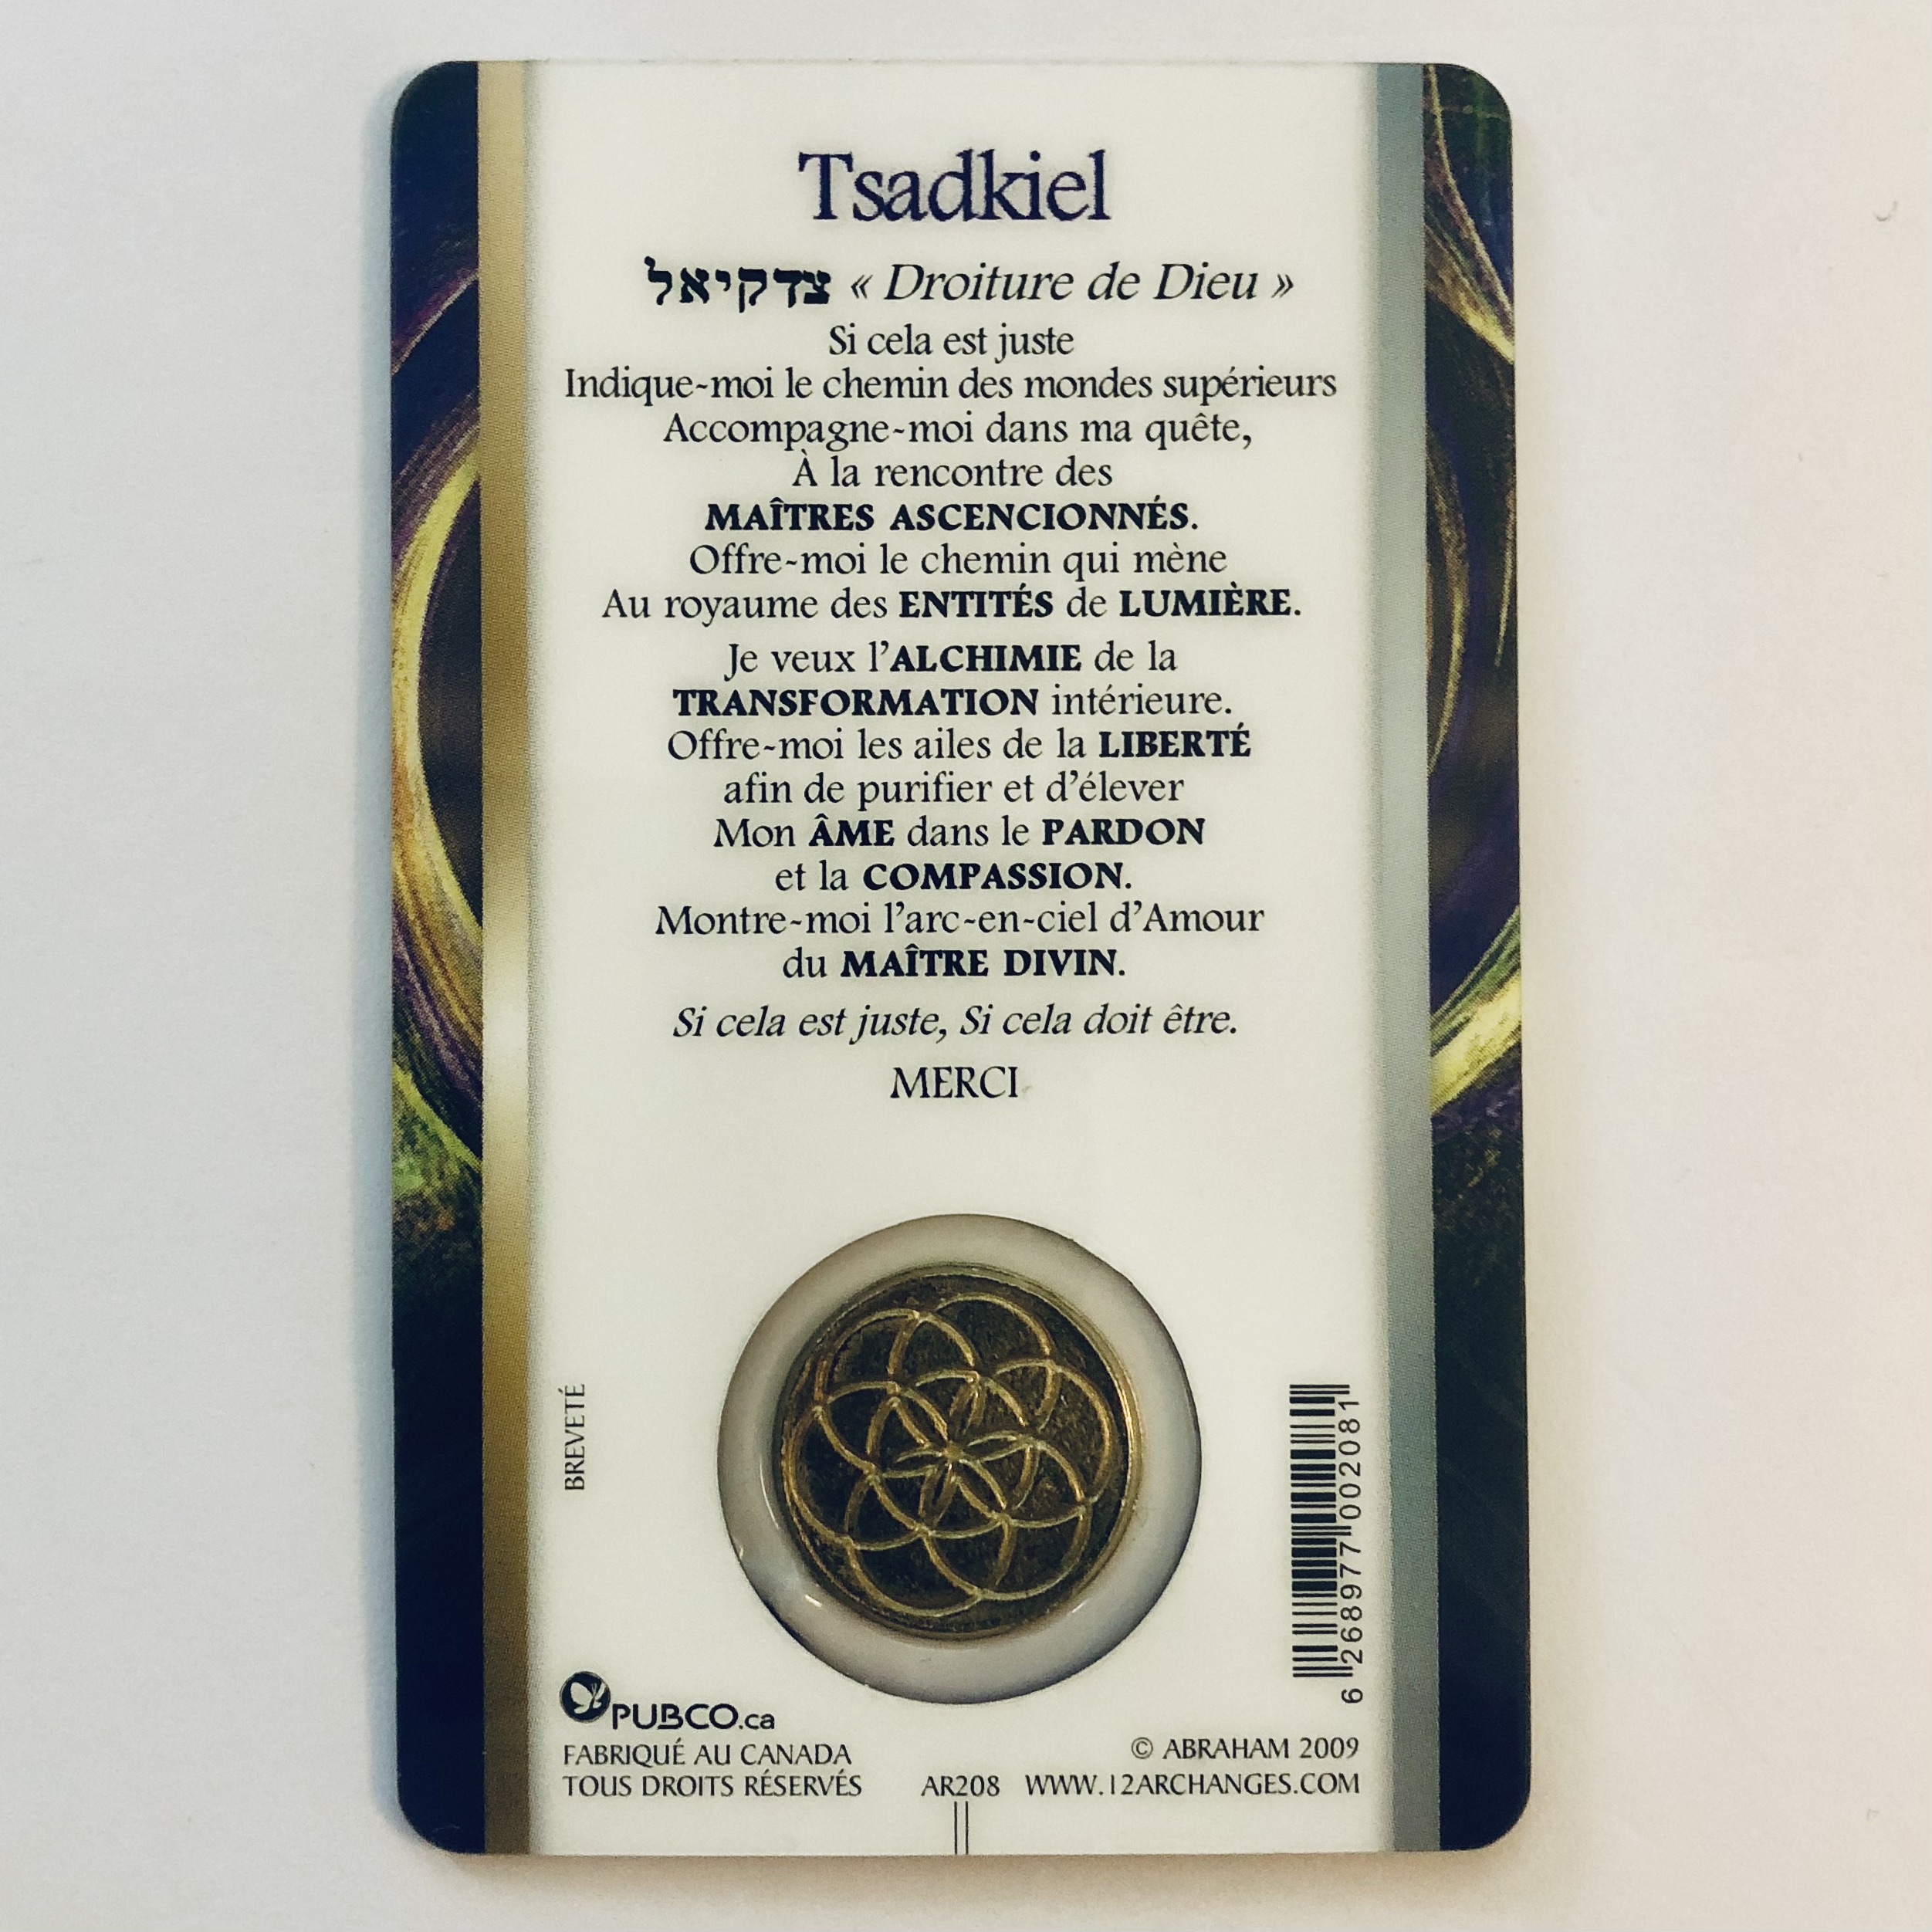 Tsadkiel
צדקיאל « Droiture de Dieu »
Si cela est juste
Indique-moi le chemin des mondes supérieurs
Accompagne-moi dans ma quête,
À la rencontre des
MAÎTRES ASCENCIONNÉS.
Offre-moi le chemin qui mène
Au royaume des ENTITÉS de LUMIÈRE.
Je veux l'ALCHIMIE de la
TRANSFORMATION intérieure.
Offre-moi les ailes de la LIBERTÉ
afin de purifier et d'élever
Mon ÂME dans le PARDON
et la COMPASSION.
Montre-moi l'arc-en-ciel d'Amour
du MAÎTRE DIVIN.
Si cela est juste, Si cela doit être.
MERCI
BREVETÉ
6 268977002081
PUBCO.ca
FABRIQUÉ AU CANADA
TOUS DROITS RÉSERVÉS
AR208
© ABRAHAM 2009
WWW.12ARCHANGES.COM